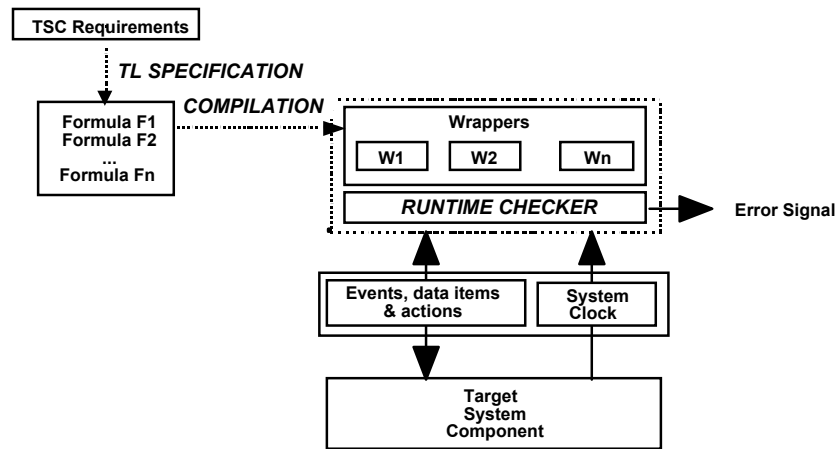 TSC Requirements
TL SPECIFICATION
COMPILATION
Formula F1
Formula F2
...
Formula Fn
Wrappers
W1
W2
Wn
RUNTIME CHECKER
Error Signal
Events, data items
& actions
System
Clock
Target
System
Component